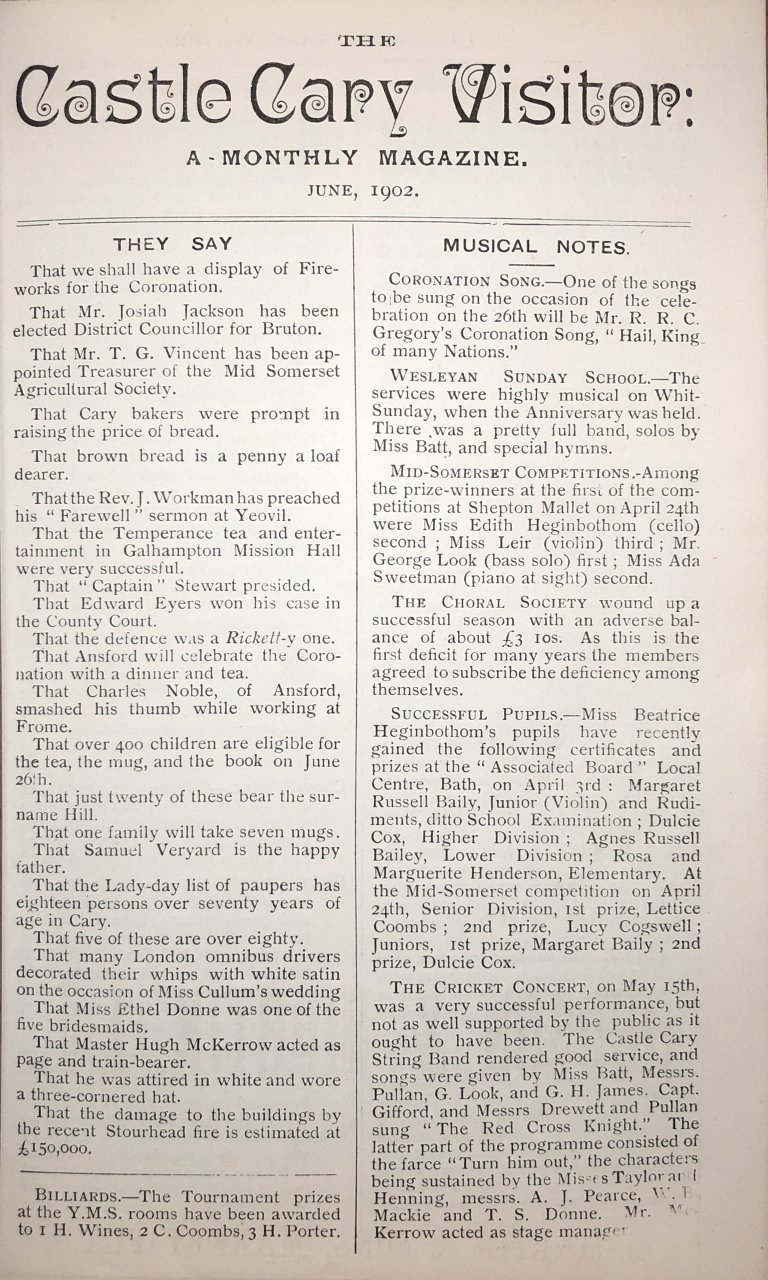 THE
Castle Cary Visitor:
A - MONTHLY MAGAZINE.
JUNE, 1902.
THEY SAY
That we shall have a display of Fire-
works for the Coronation.
That Mr. Josiah Jackson has been
elected District Councillor for Bruton.
That Mr. T. G. Vincent has been ap-
pointed Treasurer of the Mid Somerset
Agricultural Society.
That Cary bakers were prompt in
raising the price of bread.
That brown bread is a penny a loaf
dearer.
That the Rev. J. Workman has preached
his “ Farewell ” sermon at Yeovil.
That the Temperance tea and enter-
tainment in Galhampton Mission Hall
were very successful.
That “ Captain ” Stewart presided.
That Edward Eyers won his case in
the County Court.
That the defence was a Rickett-y one.
That Ansford will celebrate the Coro-
nation with a dinner and tea.
That Charles Noble, of Ansford,
smashed his thumb while working at
Frome.
That over 400 children are eligible for
the tea, the mug, and the book on June
26th.
That just twenty of these bear the sur-
name Hill.
That one family will take seven mugs.
That Samuel Veryard is the happy
father.
That the Lady-day list of paupers has
eighteen persons over seventy years of
age in Cary.
That five of these are over eighty.
That many London omnibus drivers
decorated their whips with white satin
on the occasion of Miss Cullum's wedding
That Miss Ethel Donne was one of the
five bridesmaids.
That Master Hugh McKerrow acted as
page and train-bearer.
That he was attired in white and wore
a three-cornered hat.
That the damage to the buildings by
the recent Stourhead fire is estimated at
£150,000.
BILLIARDS.—The Tournament prizes
at the Y.M.S. rooms have been awarded
to 1 H. Wines, 2 C. Coombs, 3 H. Porter.
MUSICAL NOTES.
CORONATION SONG.—One of the songs
to be sung on the occasion of the cele-
bration on the 26th will be Mr. R. R. C.
Gregory's Coronation Song, “ Hail, King
of many Nations.”
WESLEYAN SUNDAY SCHOOL.—The
services were highly musical on Whit-
Sunday, when the Anniversary was held.
There was a pretty full band, solos by
Miss Batt, and special hymns.
MID-SOMERSET COMPETITIONS.-Among
the prize-winners at the first of the com-
petitions at Shepton Mallet on April 24th
were Miss Edith Heginbothom (cello)
second ; Miss Leir (violin) third ; Mr.
George Look (bass solo) first ; Miss Ada
Sweetman (piano at sight) second.
THE CHORAL SOCIETY wound up a
successful season with an adverse bal-
ance of about £3 10s. As this is the
first deficit for many years the members
agreed to subscribe the deficiency among
themselves.
SUCCESSFUL PUPILS.—Miss Beatrice
Heginbothom's pupils have recently
gained the following certificates and
prizes at the “ Associated Board ” Local
Centre, Bath, on April 3rd : Margaret
Russell Baily, Junior (Violin) and Rudi-
ments, ditto School Examination ; Dulcie
Cox, Higher Division ; Agnes Russell
Bailey, Lower Division ; Rosa and
Marguerite Henderson, Elementary. At
the Mid-Somerset competition on April
24th, Senior Division, 1st prize, Lettice
Coombs ; 2nd prize, Lucy Cogswell ;
Juniors, 1st prize, Margaret Baily ; 2nd
prize, Dulcie Cox.
THE CRICKET CONCERT, on May 15th,
was a very successful performance, but
not as well supported by the public as it
ought to have been. The Castle Cary
String Band rendered good service, and
songs were given by Miss Batt, Messrs.
Pullan, G. Look, and G. H. James. Capt.
Gifford, and Messrs Drewett and Pullan
sung “ The Red Cross Knight.” The
latter part of the programme consisted of
the farce “ Turn him out,” the characters
being sustained by the Misses Taylor and
Henning, messrs. A. J. Pearce,
Mackie and T. S. Donne. Mr.
Kerrow acted as stage manager